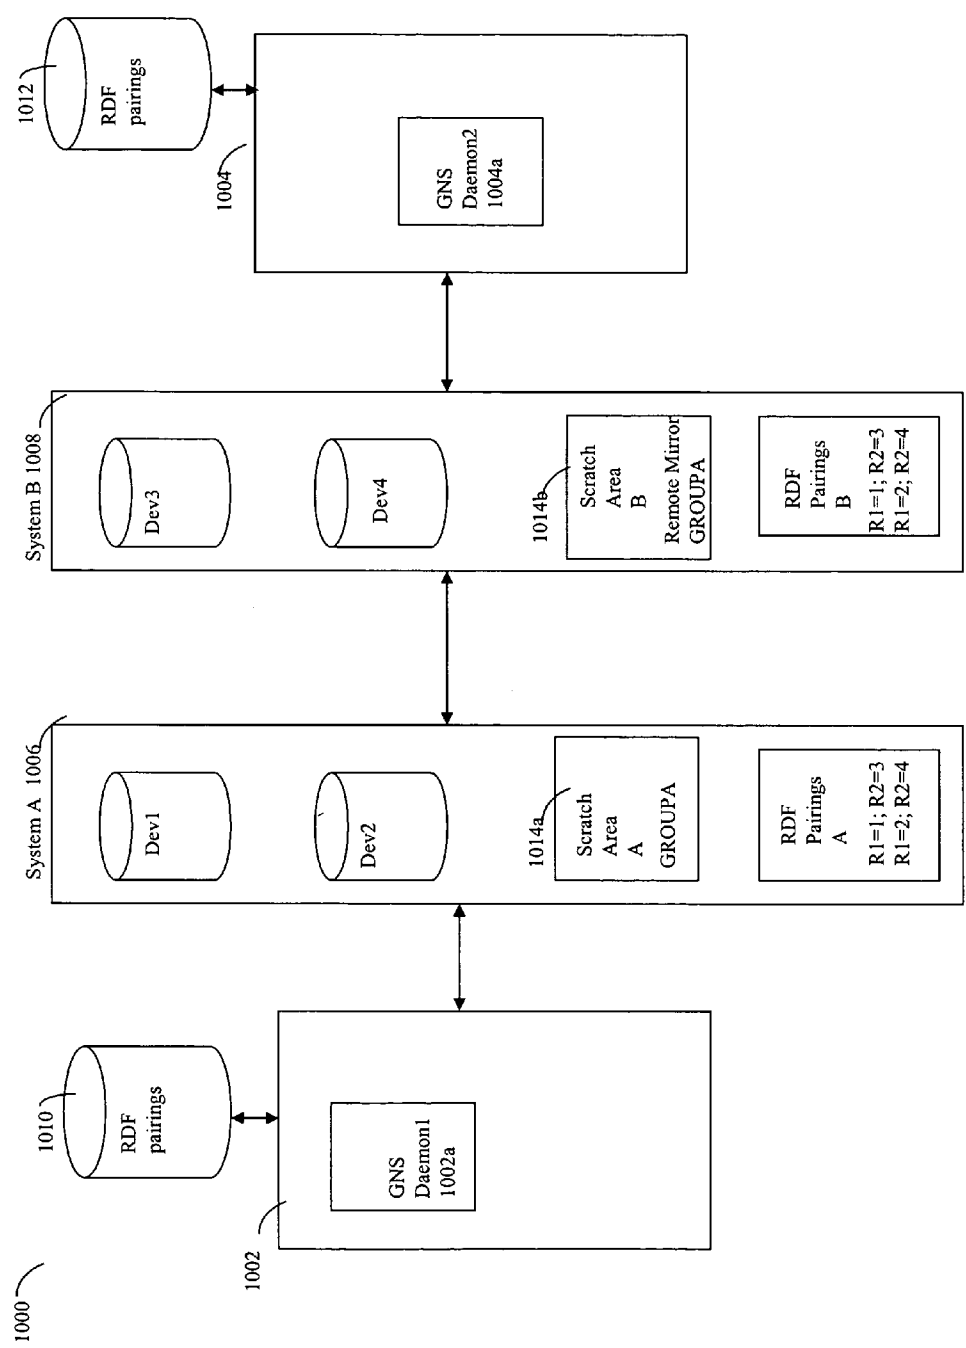 1000
1010
RDF
pairings
1002
GNS
Daemon1
1002a
System A 1006
Dev1
Dev2
1014a
Scratch
Area
A
GROUPA
RDF
Pairings
A
R1=1; R2=3
R1=2; R2=4
System B 1008
Dev3
Dev4
1014b
Scratch
Area
B
Remote Mirror
GROUPA
RDF
Pairings
B
R1=1; R2=3
R1=2; R2=4
1012
RDF
pairings
1004
GNS
Daemon2
1004a